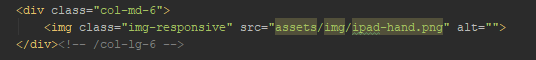 <div class="col-md-6">
<img class="img-responsive" src="assets/img/ipad-hand.png" alt="">
</div><!-- /col-lg-6 -->